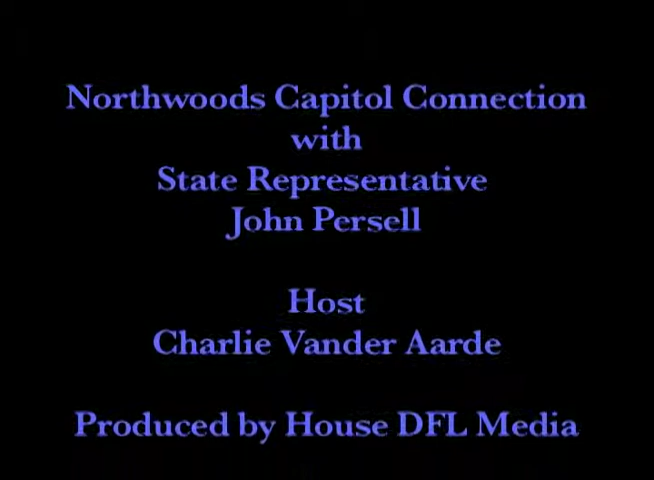 Northwoods Capitol Connection
with
State Representative
John Persell
Host
Charlie Vander Aarde
Produced by House DFL Media